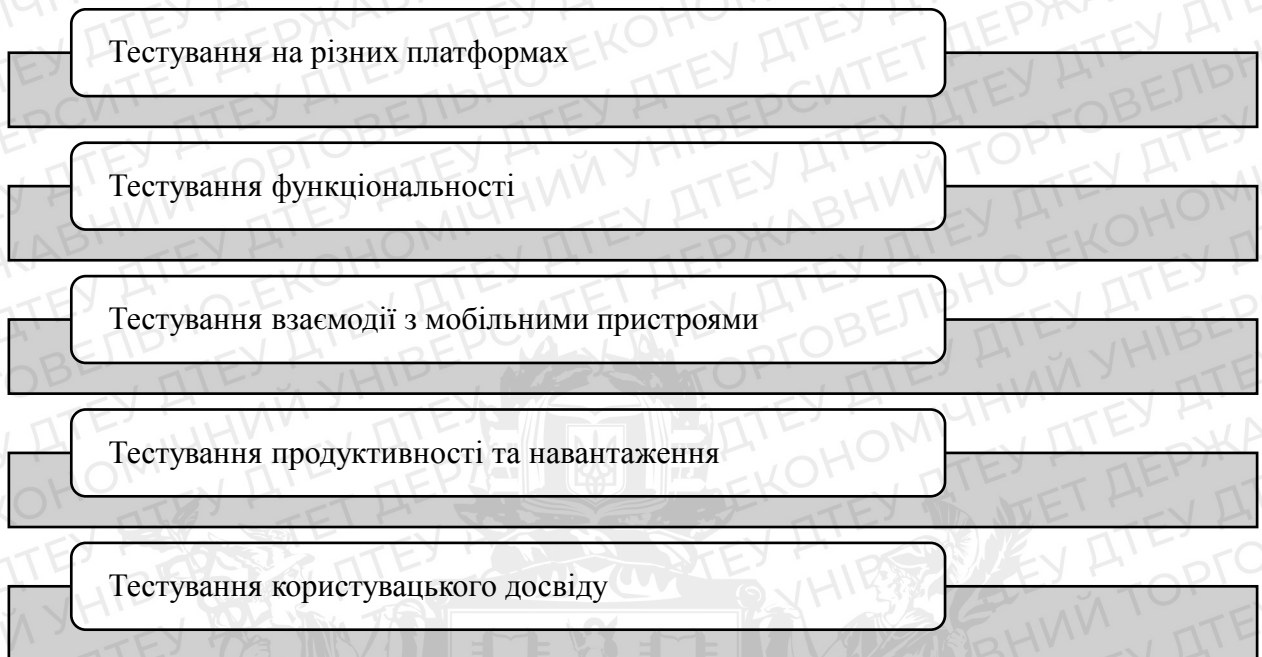 Тестування на різних платформах
Тестування функціональності
Тестування взаємодії з мобільними пристроями
Тестування продуктивності та навантаження
Тестування користувацького досвіду